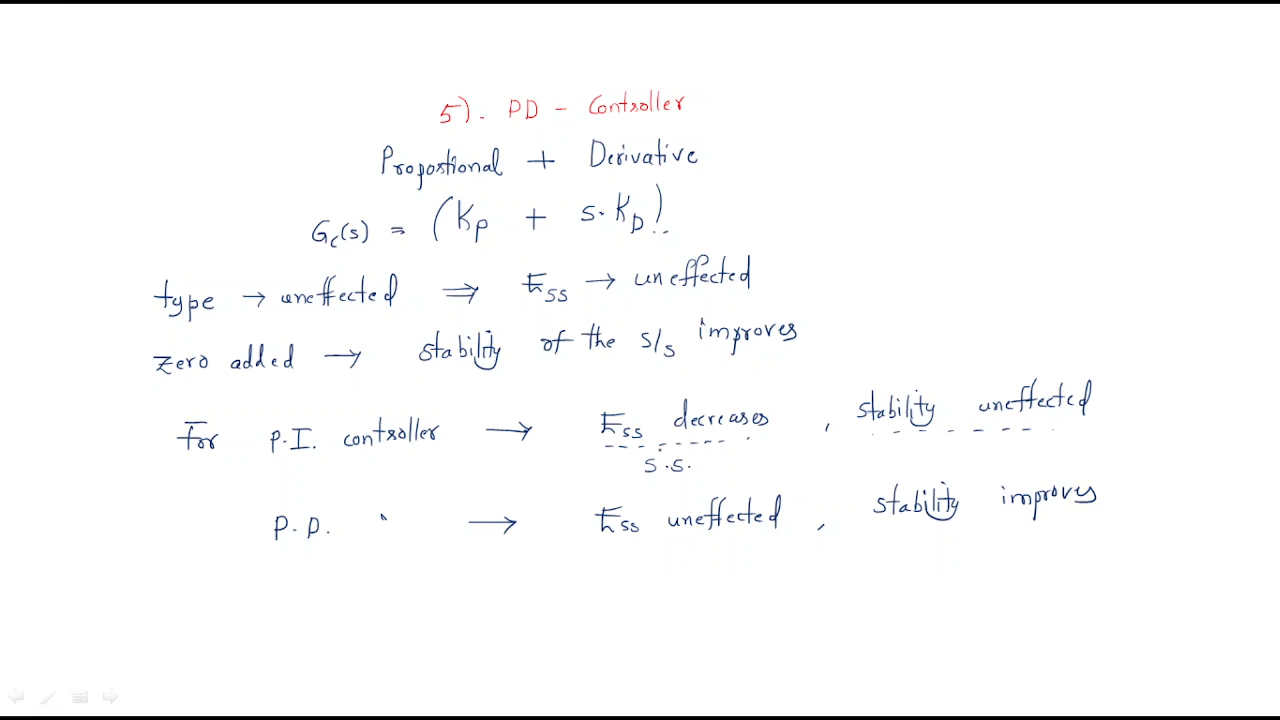 5). PD - Controller
Proportional + Derivative
Gc(s) = (Kp + s. KD)
type → uneffected ⇒ Ess → uneffected
zero added → stability of the s/s improves
For P.I. controller → Ess decreases , stability uneffected
S.S.
P.D. " → Ess uneffected , stability improves